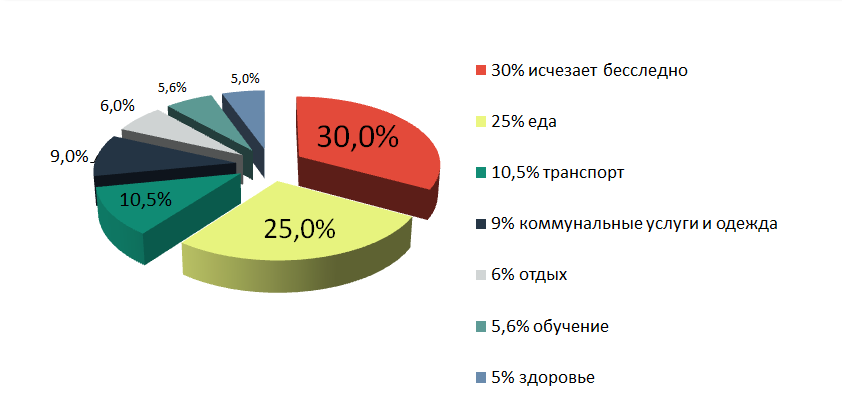 5,0%
5,6%
6,0%
9,0%
10,5%
25,0%
30,0%
30% исчезает бесследно
25% еда
10,5% транспорт
9% коммунальные услуги и одежда
6% отдых
5,6% обучение
5% здоровье